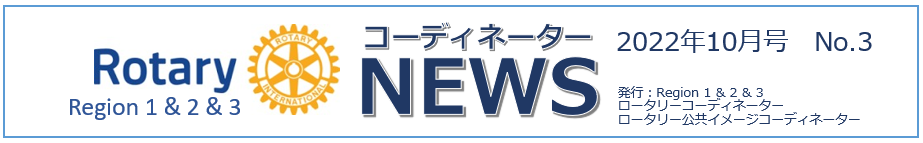 Rotary
ROTARY
INTERNATIONAL
Region 1 & 2 & 3
コーディネーター
NEWS
2022年10月号　No.3
発行：Region 1 & 2 & 3
ロータリーコーディネーター
ロータリー公共イメージコーディネーター